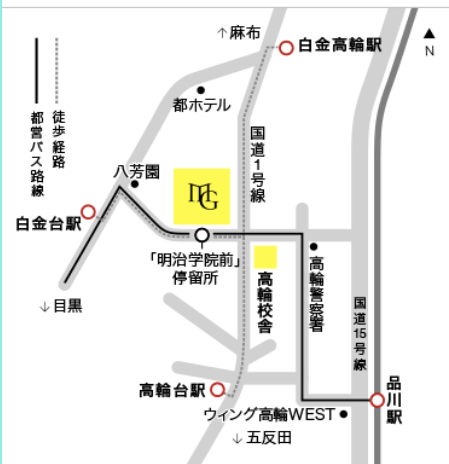 ↑麻布
白金高輪駅
▲
N
都営バス路線
徒歩経路
都ホテル
国道1号線
八芳園
MG
白金台駅
「明治学院前」
停留所
高輪校舎
高輪警察署
↓目黒
国道15号線
高輪台駅
品川駅
ウィング高輪WEST
↓五反田